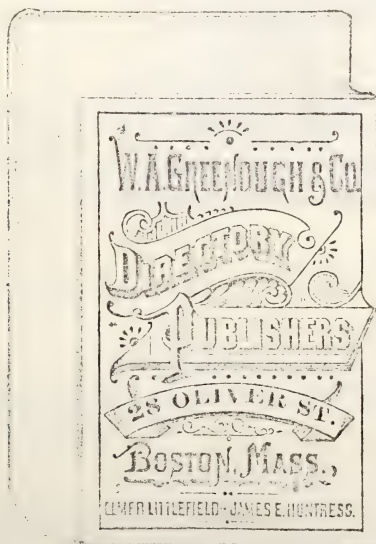 W.A. GREENOUGH & CO.
DIRECTORY
PUBLISHERS
28 OLIVER ST.
BOSTON, MASS.,
ELMER LITTLEFIELD - JAMES E. HUNTRESS.